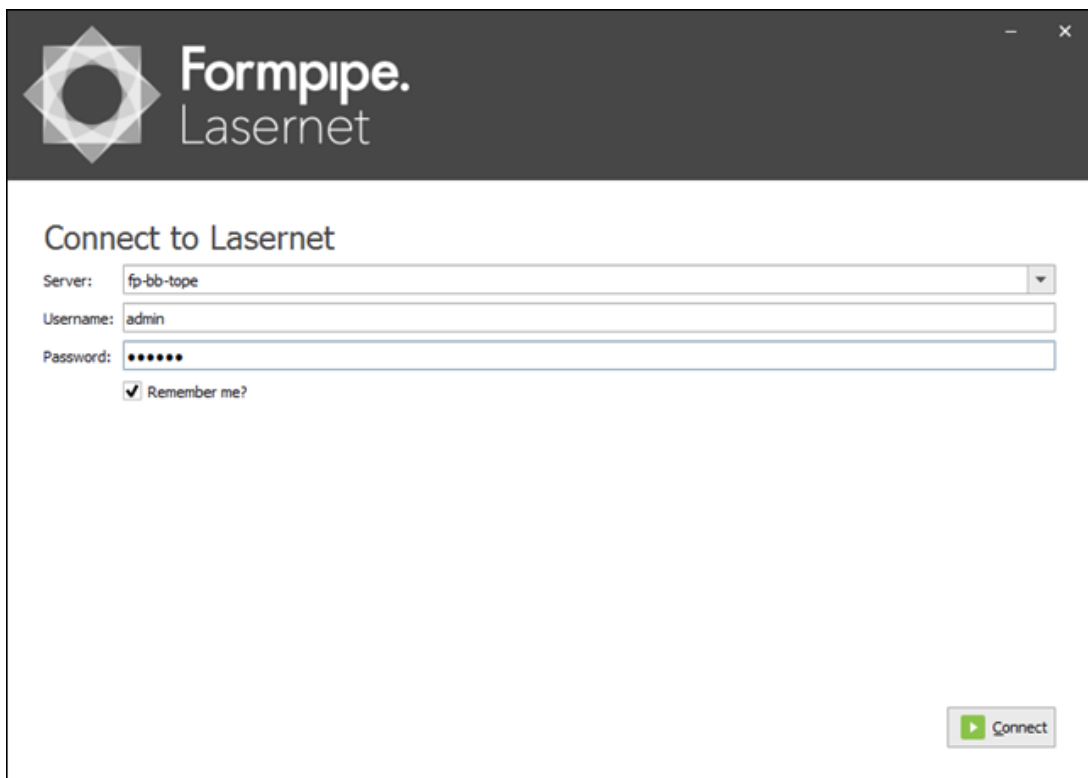 Formpipe.
Lasernet
Connect to Lasernet
Server: fp-bb-tope
Username: admin
Password: ••••••
Remember me?
Connect